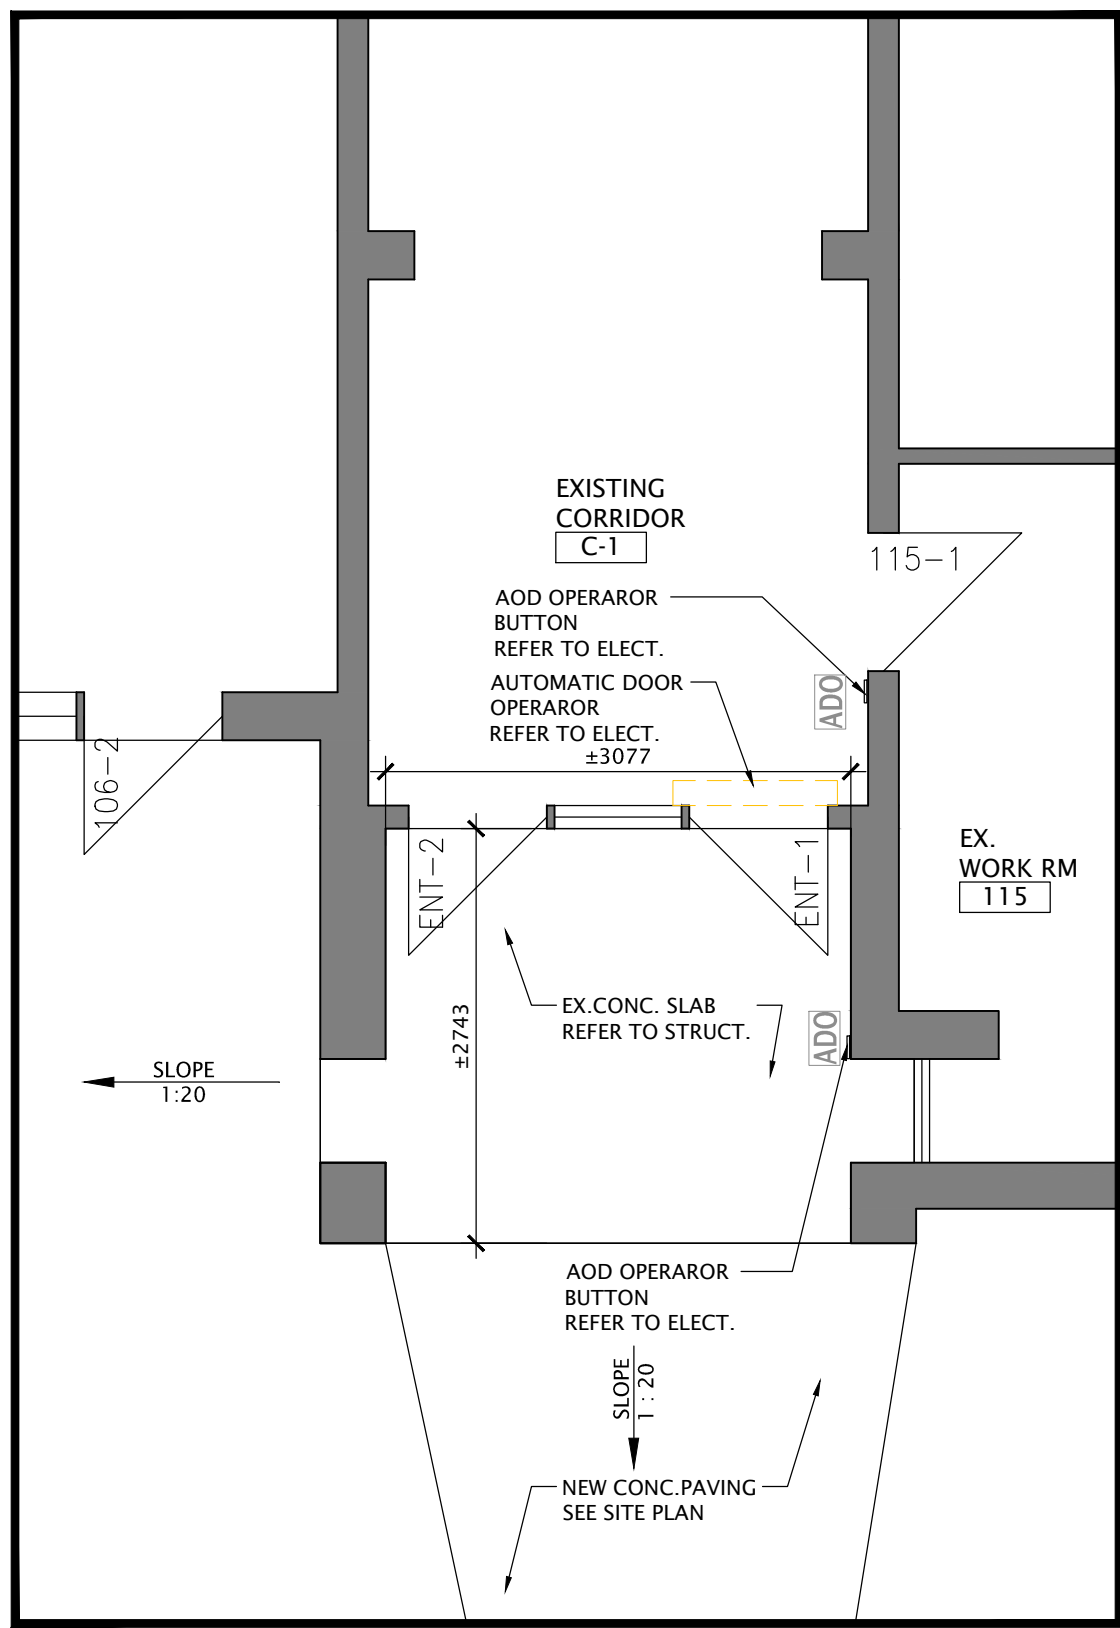 EXISTING
CORRIDOR
C-1
115-1
AOD OPERAROR
BUTTON
REFER TO ELECT.
AUTOMATIC DOOR
OPERAROR
REFER TO ELECT.
ADO
±3077
106-2
ENT-2
ENT-1
EX.
WORK RM
115
EX.CONC. SLAB
REFER TO STRUCT.
±2743
ADO
SLOPE
1:20
AOD OPERAROR
BUTTON
REFER TO ELECT.
SLOPE
1 : 20
NEW CONC.PAVING
SEE SITE PLAN